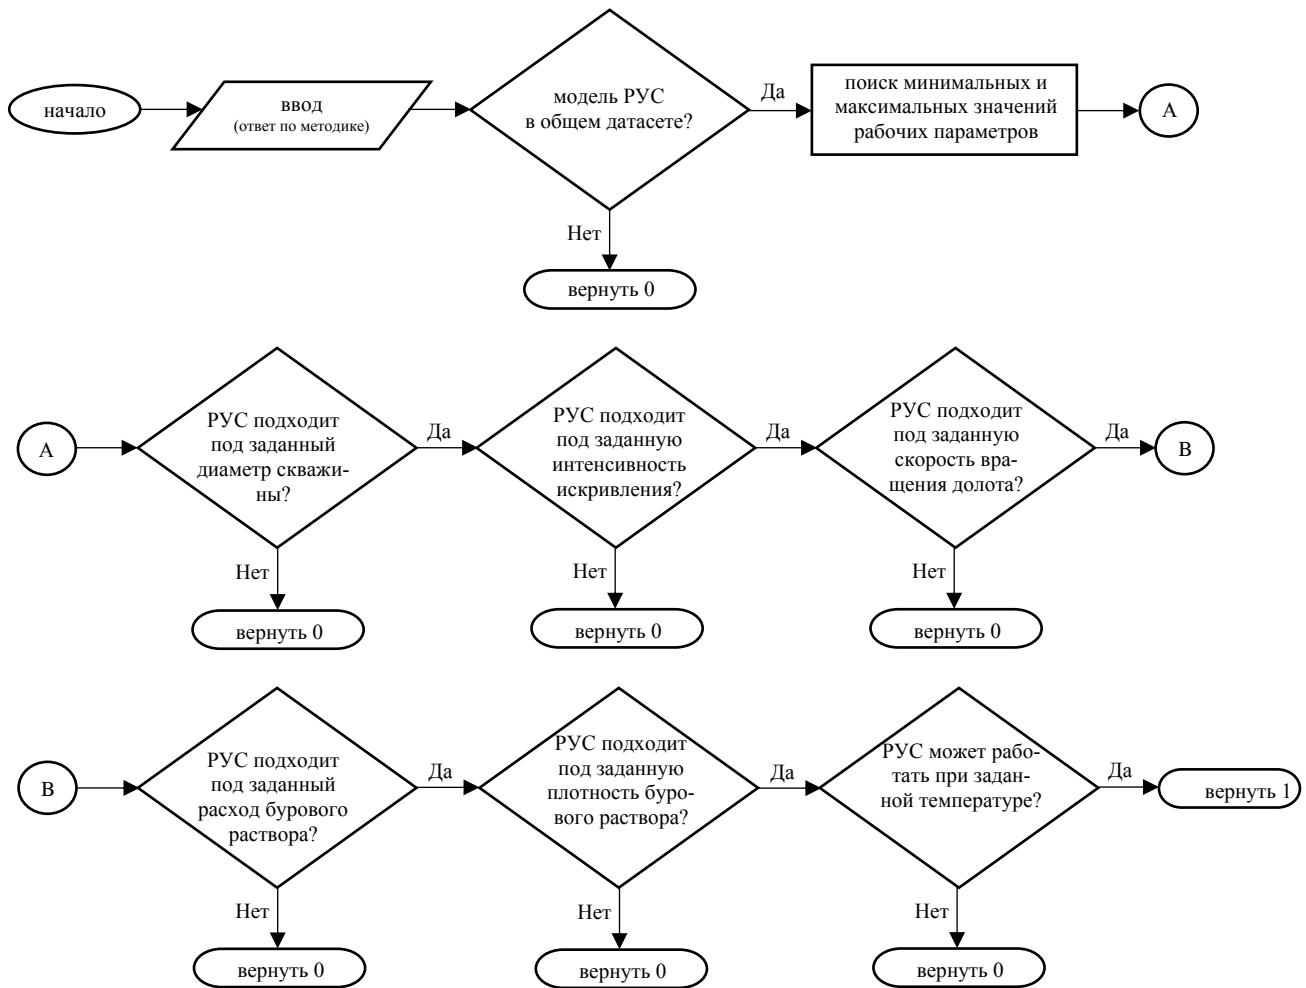 начало
ввод
(ответ по методике)
модель РУС
в общем датасете?
Да
поиск минимальных и
максимальных значений
рабочих параметров
А
Нет
вернуть 0
А
РУС подходит
под заданный
диаметр скважи-
ны?
Да
РУС подходит
под заданную
интенсивность
искривления?
Да
РУС подходит
под заданную
скорость вра-
щения долота?
Да
В
Нет
Нет
Нет
вернуть 0
вернуть 0
вернуть 0
В
РУС подходит
под заданный
расход бурового
раствора?
Да
РУС подходит
под заданную
плотность буро-
вого раствора?
Да
РУС может рабо-
тать при задан-
ной температуре?
Да
вернуть 1
Нет
Нет
Нет
вернуть 0
вернуть 0
вернуть 0